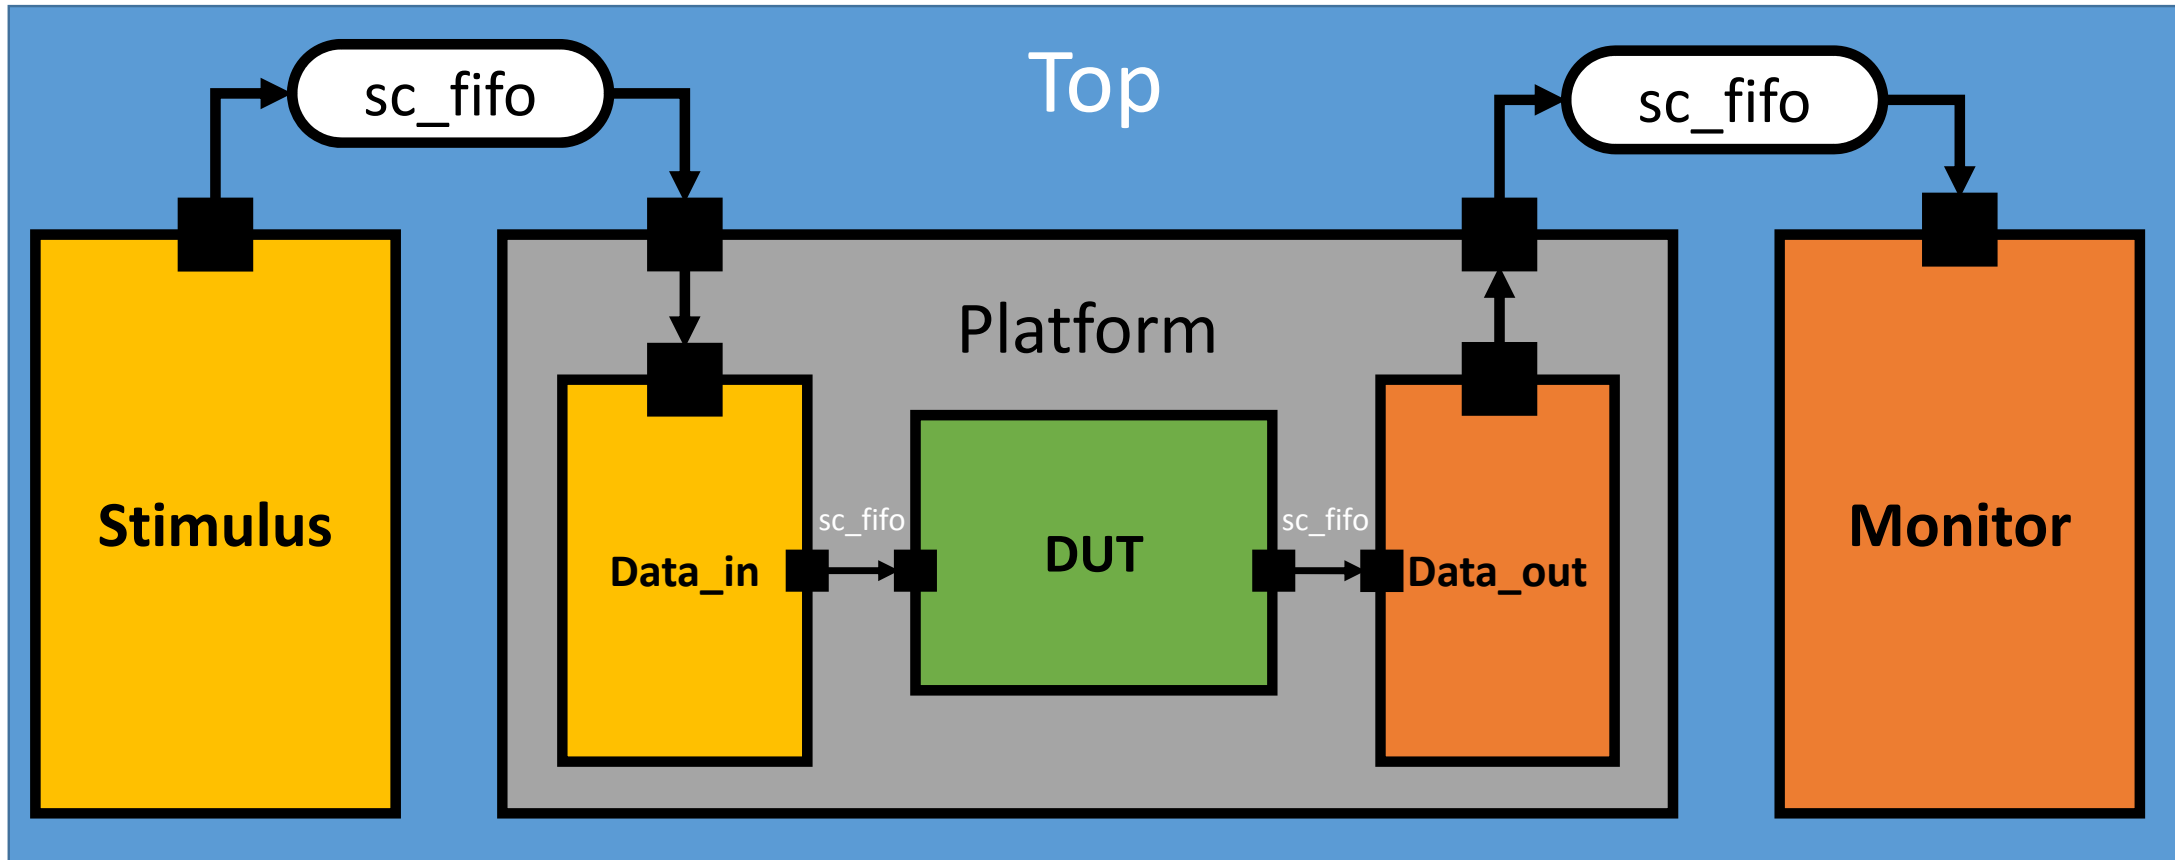 sc_fifo
Top
sc_fifo
Platform
Stimulus
sc_fifo
sc_fifo
Data_in
DUT
Data_out
Monitor